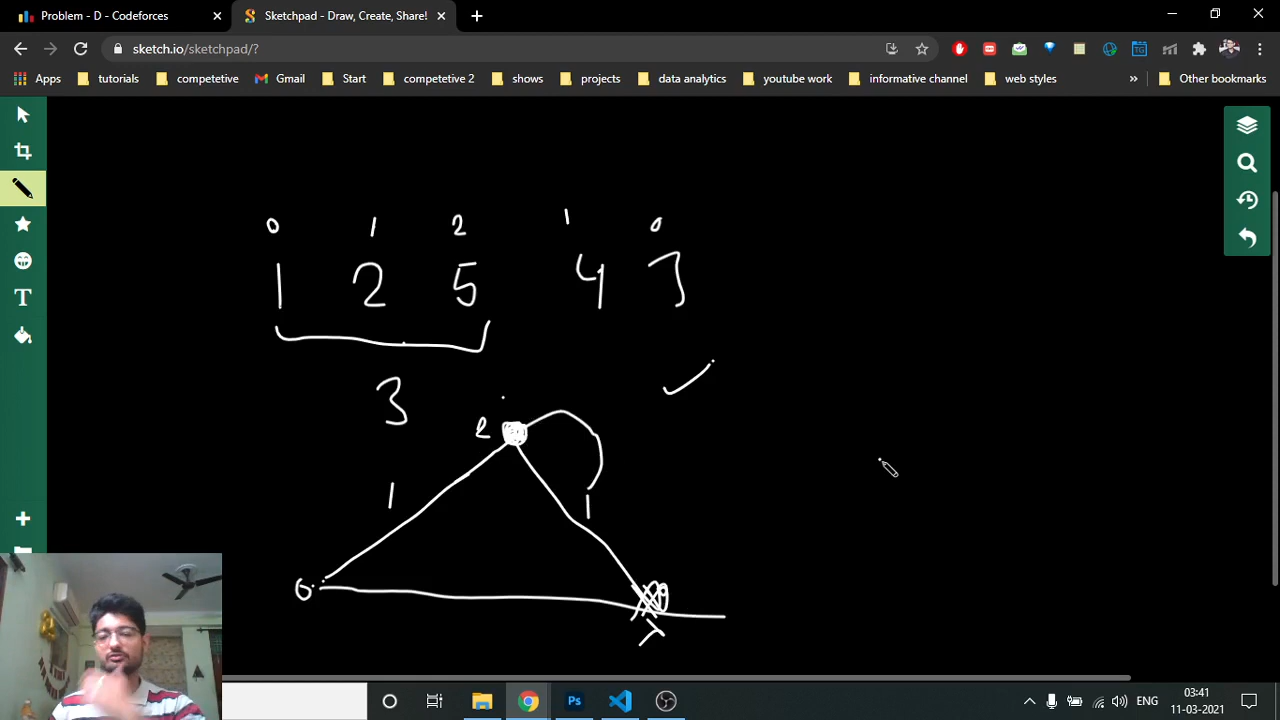 Problem - D - Codeforces
Sketchpad - Draw, Create, Share!
sketch.io/sketchpad/?
Apps tutorials competetive Gmail Start competetive 2 shows projects data analytics youtube work informative channel web styles » Other bookmarks
0 1 2 1 0
1 2 5 4 3
3
2
1 1
0
T
ENG
03:41
11-03-2021